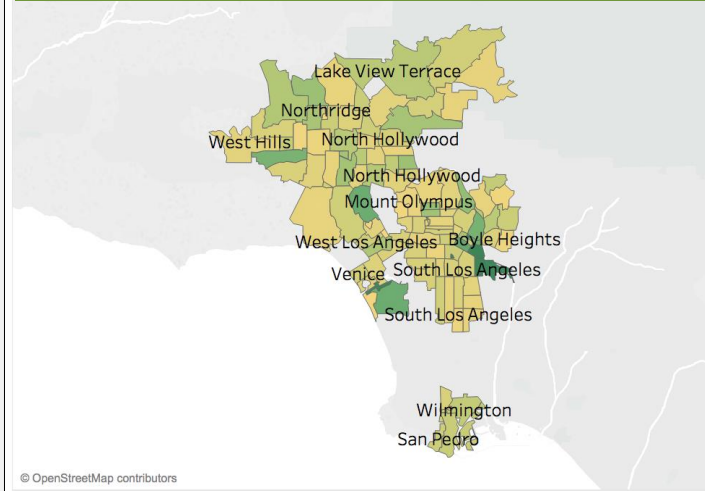 Lake View Terrace
Northridge
West Hills
North Hollywood
North Hollywood
Mount Olympus
West Los Angeles
Boyle Heights
Venice
South Los Angeles
South Los Angeles
Wilmington
San Pedro
© OpenStreetMap contributors